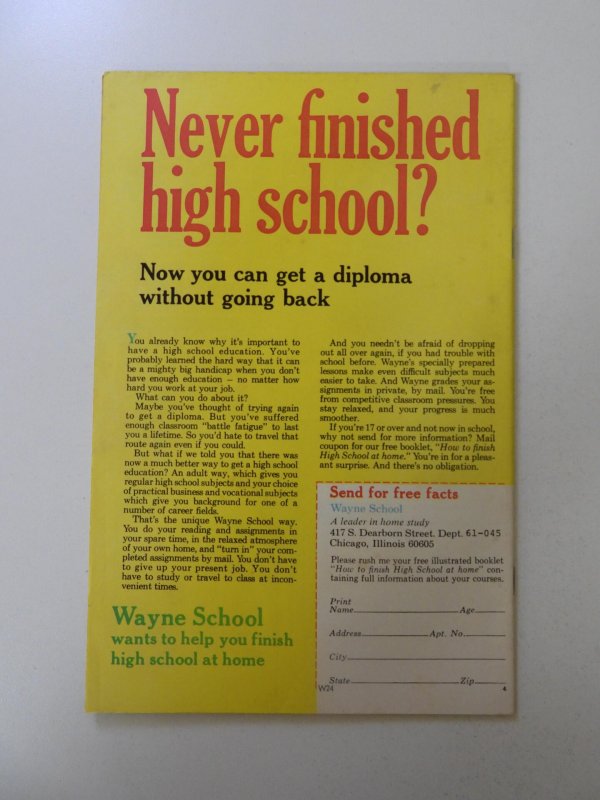 Never finished
high school?
Now you can get a diploma
without going back
You already know why it's important to
have a high school education. You've
probably learned the hard way that it can
be a mighty big handicap when you don't
have enough education — no matter how
hard you work at your job.
What can you do about it?
Maybe you've thought of trying again
to get a diploma. But you've suffered
enough classroom "battle fatigue" to last
you a lifetime. So you'd hate to travel that
route again even if you could.
But what if we told you that there was
now a much better way to get a high school
education? An adult way, which gives you
regular high school subjects and your choice
of practical business and vocational subjects
which give you background for one of a
number of career fields.
That's the unique Wayne School way.
You do your reading and assignments in
your spare time, in the relaxed atmosphere
of your own home, and "turn in" your com-
pleted assignments by mail. You don't have
to give up your present job. You don't
have to study or travel to class at incon-
venient times.
Wayne School
wants to help you finish
high school at home
And you needn't be afraid of dropping
out all over again, if you had trouble with
school before. Wayne's specially prepared
lessons make even difficult subjects much
easier to take. And Wayne grades your as-
signments in private, by mail. You're free
from competitive classroom pressures. You
stay relaxed, and your progress is much
smoother.
If you're 17 or over and not now in school,
why not send for more information? Mail
coupon for our free booklet, "How to finish
High School at home." You're in for a pleas-
ant surprise. And there's no obligation.
Send for free facts
Wayne School
A leader in home study
417 S. Dearborn Street. Dept. 61-045
Chicago, Illinois 60605
Please rush me your free illustrated booklet
"How to finish High School at home" con-
taining full information about your courses.
Print
Name Age
Address Apt. No.
City
State Zip
W24 4